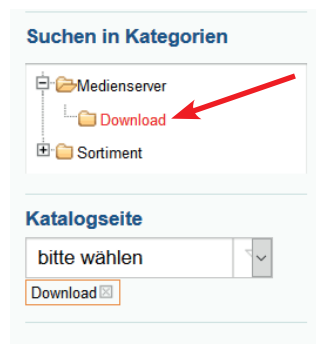 Suchen in Kategorien
Medienserver
Download
Sortiment
Katalogseite
bitte wählen
Download